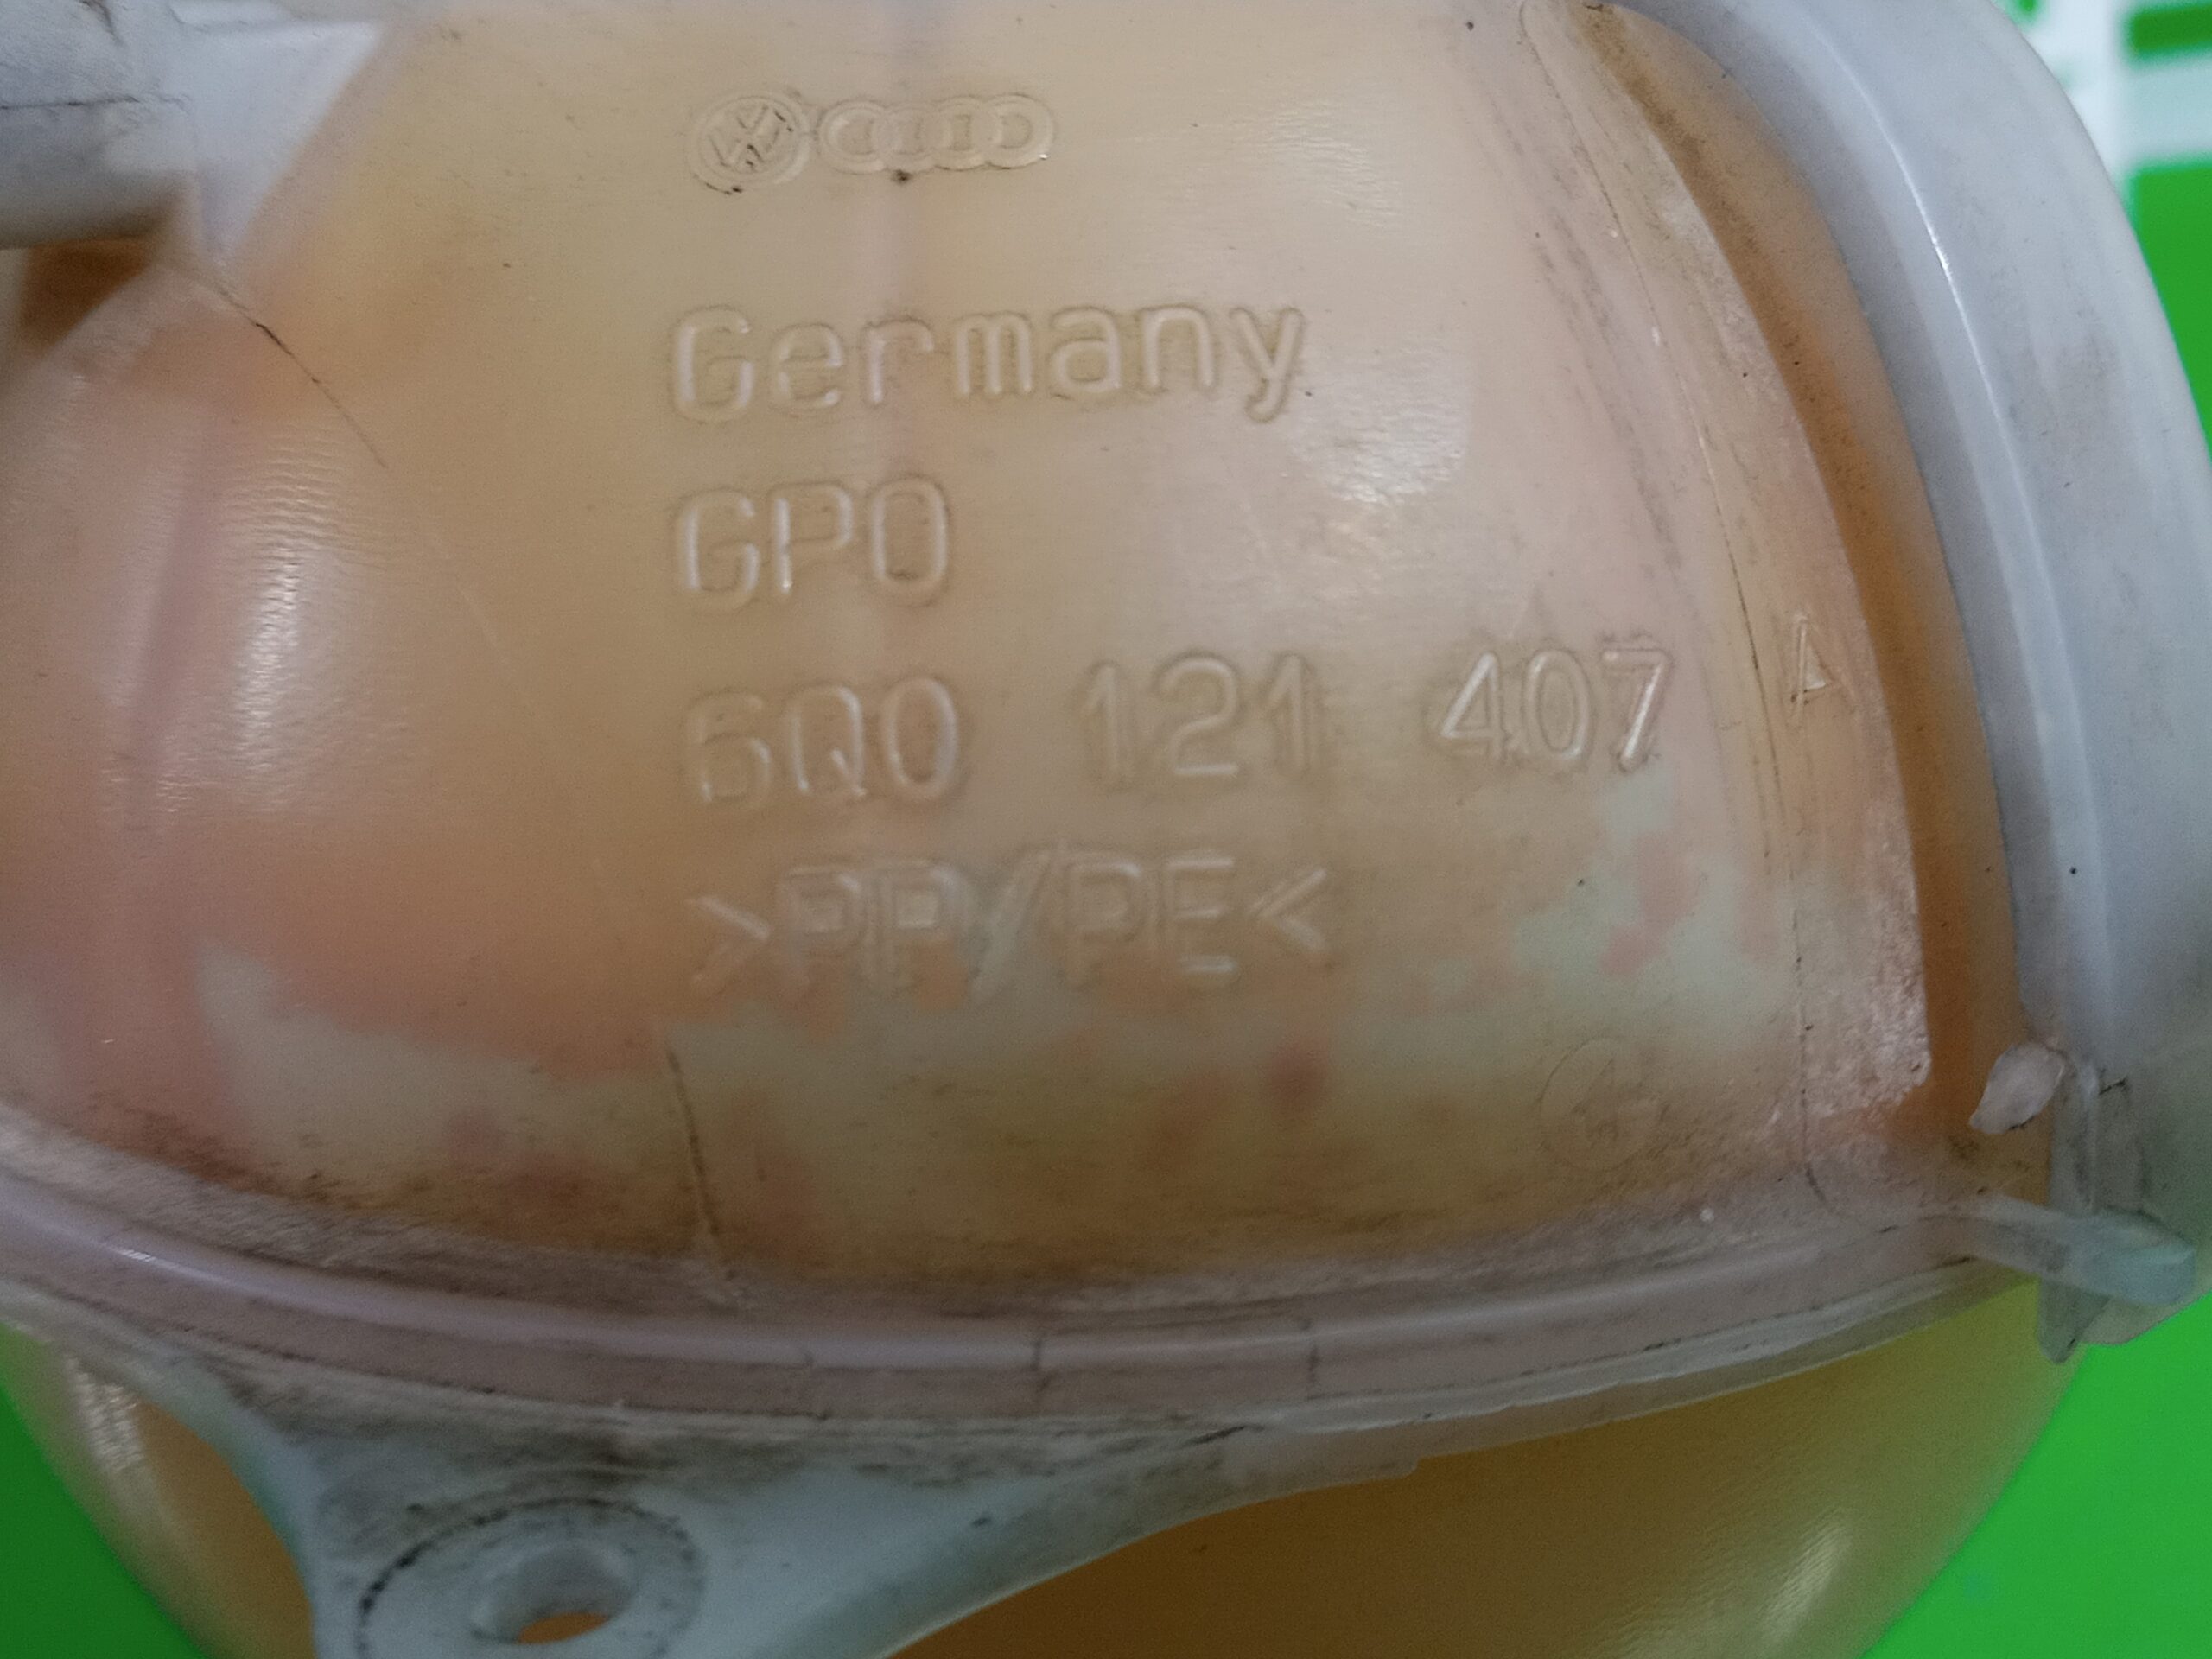 Germany
GPO
6Q0 121 407 A
>PP/PE<